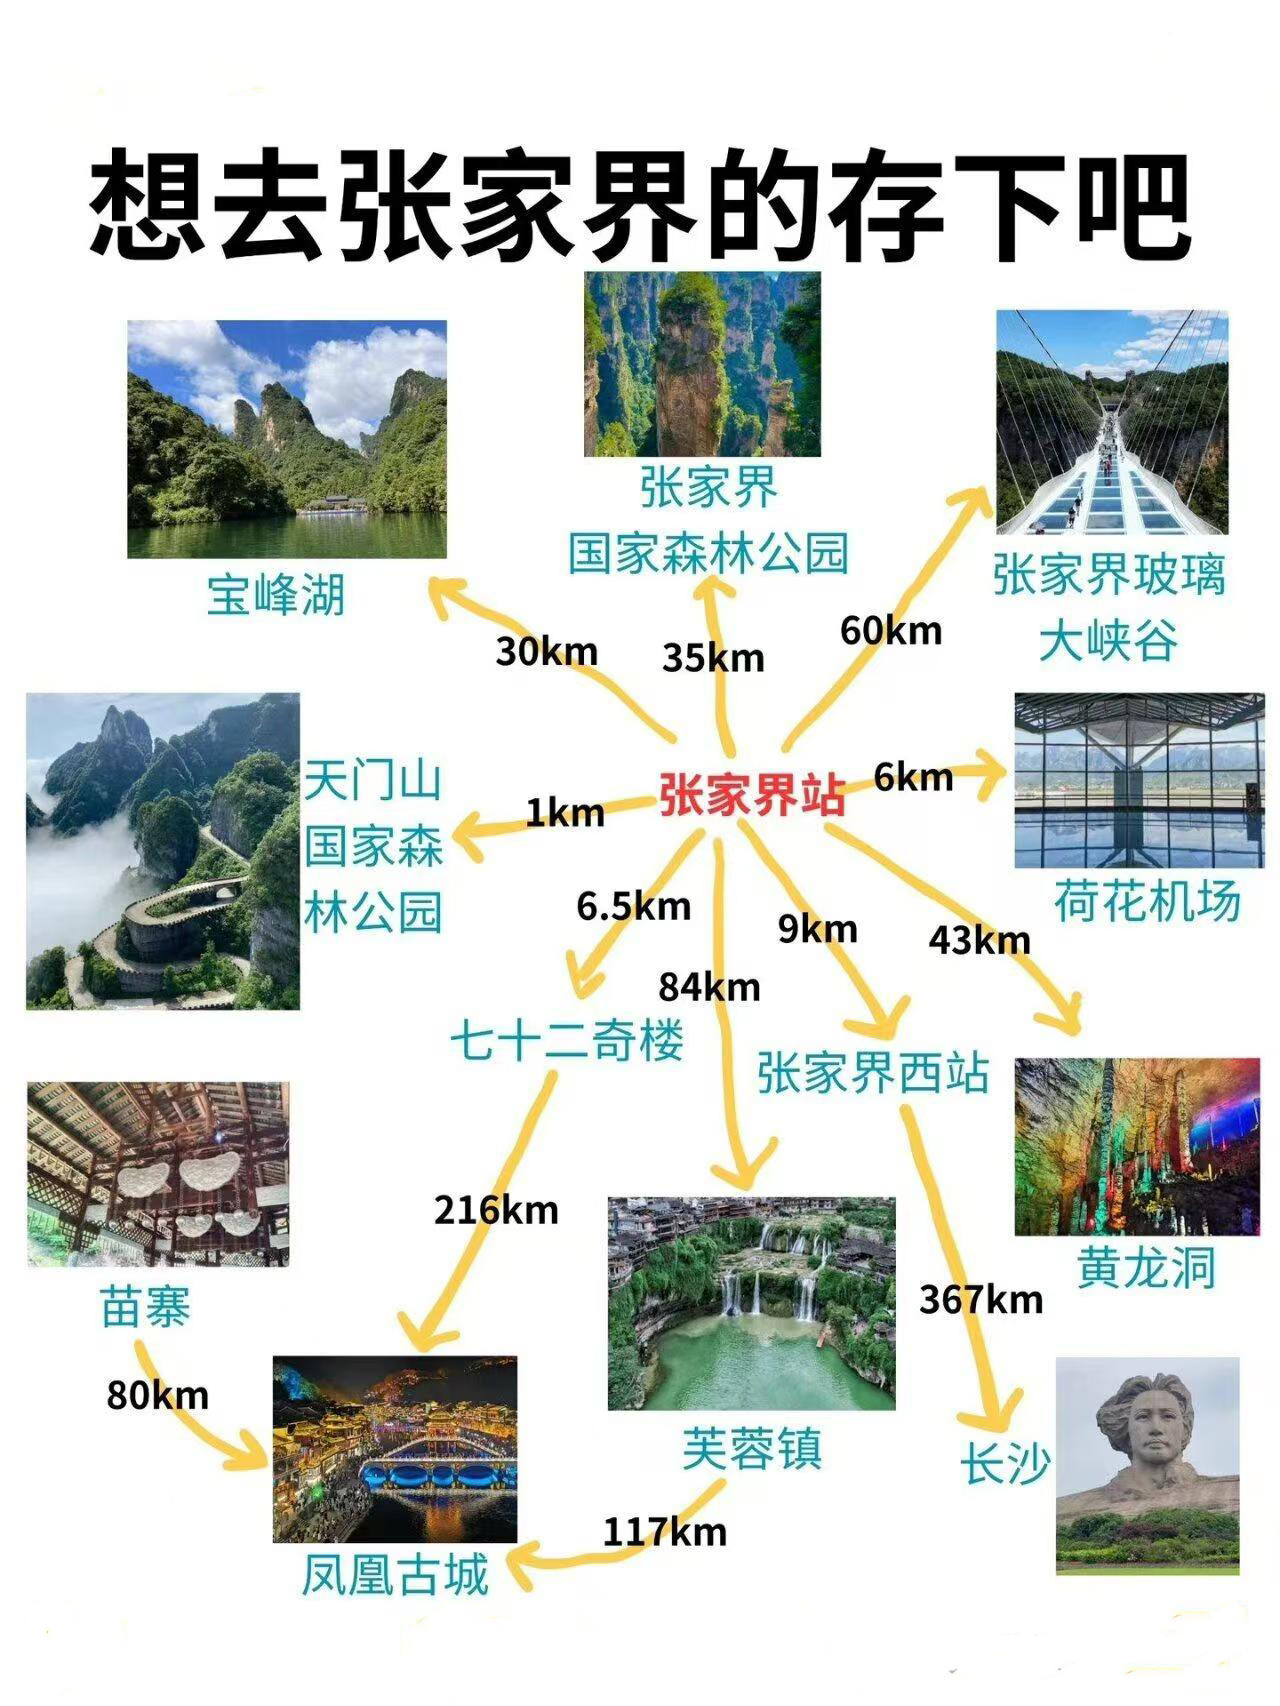 想去张家界的存下吧
张家界
国家森林公园
宝峰湖
张家界玻璃
大峡谷
30km
35km
60km
天门山
国家森
林公园
1km
张家界站
6km
荷花机场
6.5km
84km
9km
43km
七十二奇楼
张家界西站
216km
黄龙洞
苗寨
367km
80km
芙蓉镇
长沙
117km
凤凰古城